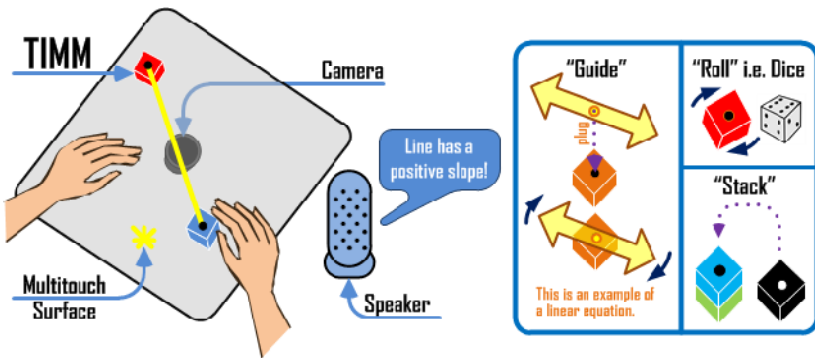 TIMM
Camera
Line has a
positive slope!
Multitouch
Surface
Speaker
“Guide”
plug
This is an example of
a linear equation.
“Roll” i.e. Dice
“Stack”